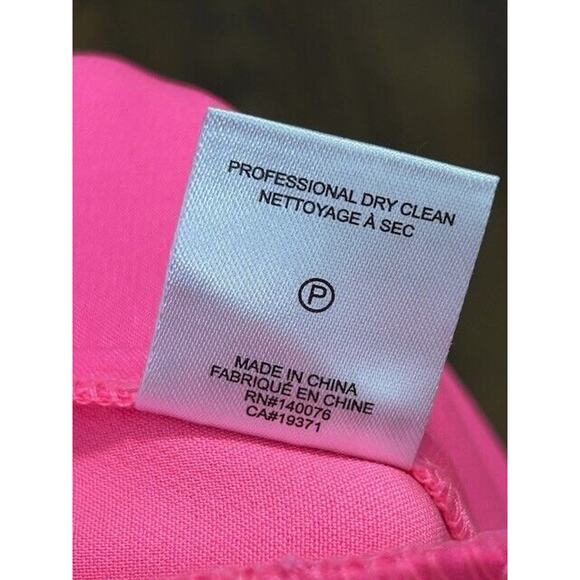 PROFESSIONAL DRY CLEAN
NETTOYAGE À SEC
P
MADE IN CHINA
FABRIQUÉ EN CHINE
RN#140076
CA#19371